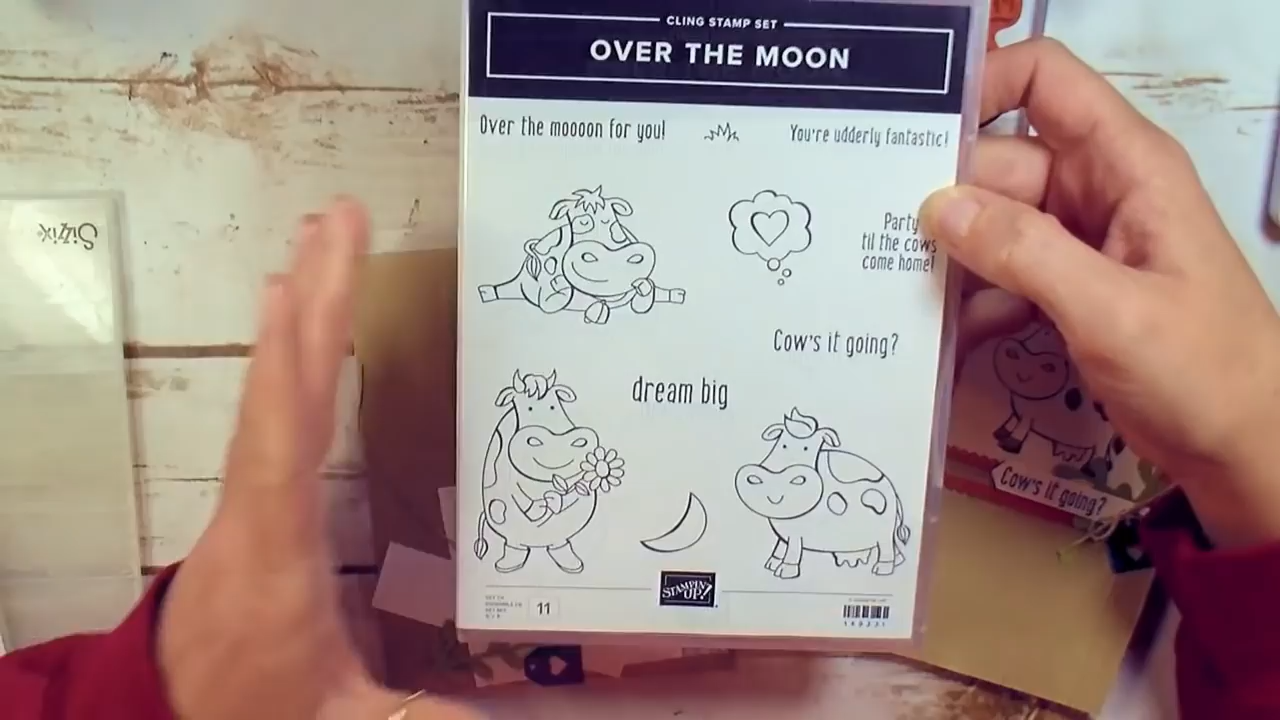 CLING STAMP SET
OVER THE MOON
Over the moooon for you!
You're udderly fantastic!
Party
til the cows
come home!
Cow's it going?
dream big
STAMPIN' UP!
11
Sizzix
Cow's it going?